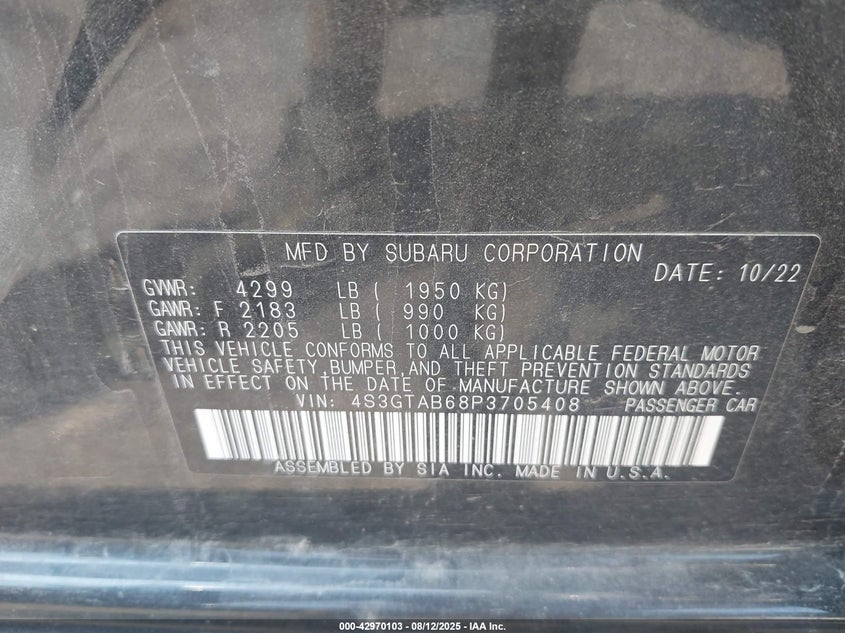 MFD BY SUBARU CORPORATION
DATE: 10/22
GVWR: 4299 LB ( 1950 KG)
GAWR: F 2183 LB ( 990 KG)
GAWR: R 2205 LB ( 1000 KG)
THIS VEHICLE CONFORMS TO ALL APPLICABLE FEDERAL MOTOR
VEHICLE SAFETY,BUMPER,AND THEFT PREVENTION STANDARDS
IN EFFECT ON THE DATE OF MANUFACTURE SHOWN ABOVE.
VIN: 4S3GTAB68P3705408 PASSENGER CAR
ASSEMBLED BY SIA INC. MADE IN U.S.A.
000-42970103 - 08/12/2025 - IAA Inc.